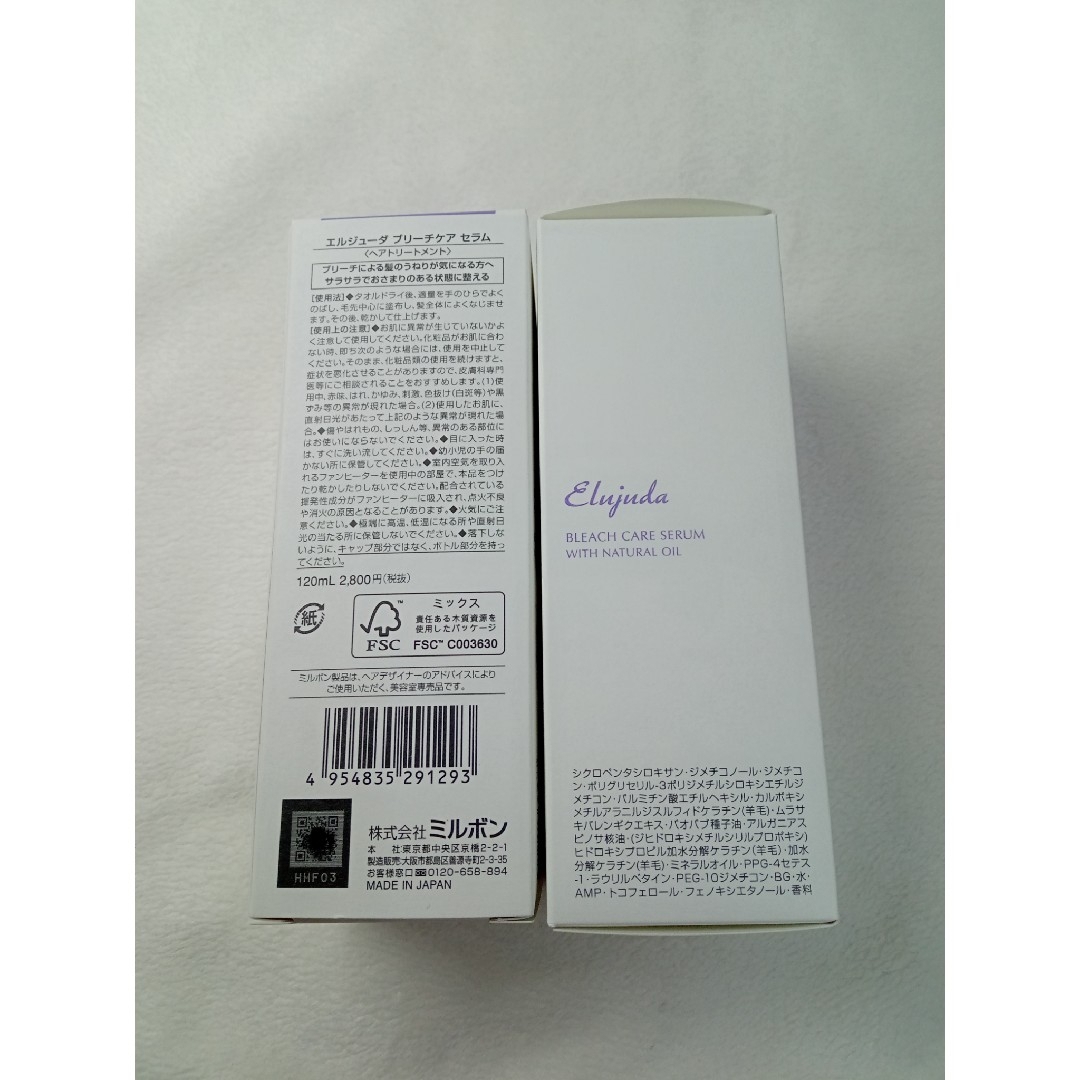 エルジューダ ブリーチケア セラム
〈ヘアトリートメント〉
ブリーチによる髪のうねりが気になる方へ
サラサラでおさまりのある状態に整える
[使用法]◆タオルドライ後、適量を手のひらでよく
のばし、毛先中心に塗布し、髪全体によくなじませ
ます。その後、乾かして仕上げます。
[使用上の注意]◆お肌に異常が生じていないかよ
く注意して使用してください。化粧品がお肌に合わ
ない時、即ち次のような場合には、使用を中止して
ください。そのまま、化粧品類の使用を続けますと、
症状を悪化させることがありますので、皮膚科専門
医等にご相談されることをおすすめします。(1)使
用中、赤味、はれ、かゆみ、刺激、色抜け(白斑等)や黒
ずみ等の異常が現れた場合。(2)使用したお肌に、
直射日光があたって上記のような異常が現れた場
合。◆傷やはれもの、しっしん等、異常のある部位に
はお使いにならないでください。◆目に入った時
は、すぐに洗い流してください。◆幼小児の手の届
かない所に保管してください。◆室内空気を取り入
れるファンヒーターを使用中の部屋で、本品をつけ
たり乾かしたりしないでください。配合されている
揮発性成分がファンヒーターに吸入され、点火不良
や消火の原因となることがあります。◆火気にご注
意ください。◆極端に高温、低温になる所や直射日
光の当たる所に保管しないでください。◆落下しな
いように、キャップ部分ではなく、ボトル部分を持っ
てください。
120mL 2,800円(税抜)
紙
ミックス
責任ある木質資源を
使用したパッケージ
FSC
FSC™ C003630
ミルボン製品は、ヘアデザイナーのアドバイスにより
ご使用いただく、美容室専売品です。
4 954835 291293
HHF03
株式会社 ミルボン
本 社東京都中央区京橋2-2-1
製造販売元大阪市都島区善源寺町2-3-35
お客様窓口 0120-658-894
MADE IN JAPAN
Elujuda
BLEACH CARE SERUM
WITH NATURAL OIL
シクロペンタシロキサン・ジメチコノール・ジメチコ
ン・ポリグリセリル-3ポリジメチルシロキシエチルジ
メチコン・パルミチン酸エチルヘキシル・カルボキシ
メチルアラニルジスルフィドケラチン(羊毛)・ムラサ
キバレンギクエキス・バオバブ種子油・アルガニアス
ピノサ核油・(ジヒドロキシメチルシリルプロポキシ)
ヒドロキシプロピル加水分解ケラチン(羊毛)・加水
分解ケラチン(羊毛)・ミネラルオイル・PPG-4セテス
-1・ラウリルベタイン・PEG-10ジメチコン・BG・水・
AMP・トコフェロール・フェノキシエタノール・香料